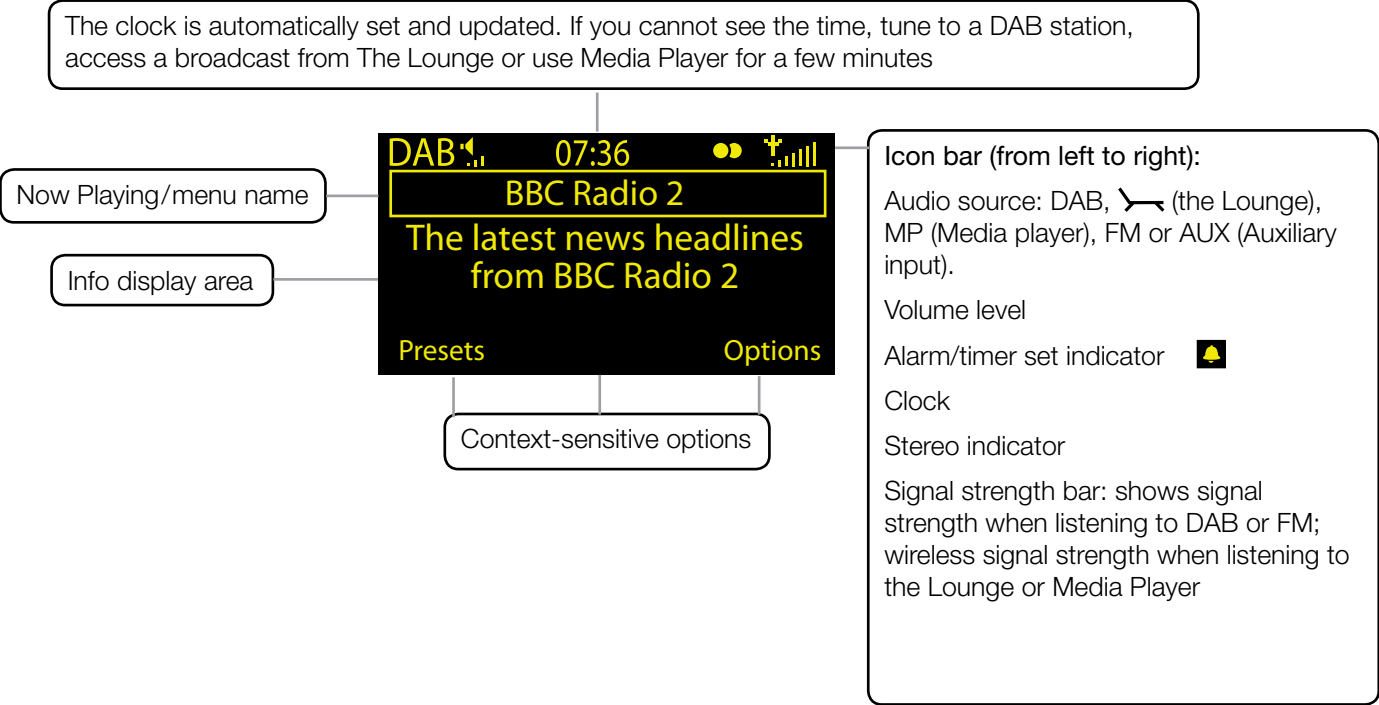 The clock is automatically set and updated. If you cannot see the time, tune to a DAB station,
access a broadcast from The Lounge or use Media Player for a few minutes
DAB 07:36
BBC Radio 2
The latest news headlines
from BBC Radio 2
Presets Options
Now Playing/menu name
Info display area
Context-sensitive options
Icon bar (from left to right):
Audio source: DAB, (the Lounge),
MP (Media player), FM or AUX (Auxiliary
input).
Volume level
Alarm/timer set indicator
Clock
Stereo indicator
Signal strength bar: shows signal
strength when listening to DAB or FM;
wireless signal strength when listening to
the Lounge or Media Player